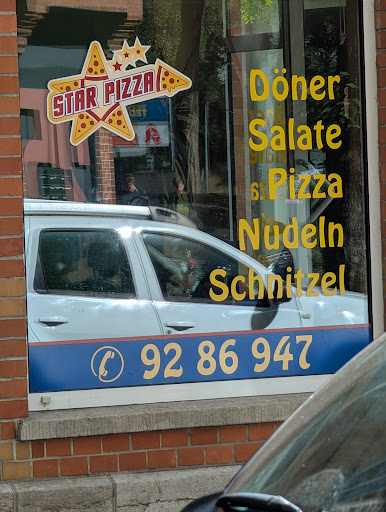 STAR PIZZA!
Döner
Salate
Pizza
Nudeln
Schnitzel
92 86 947